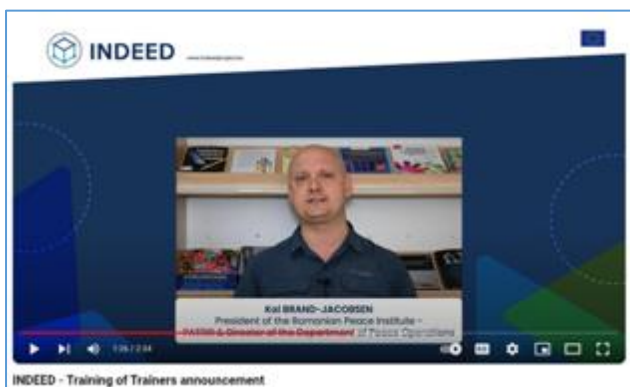 INDEED
Kai BRAND-JACOBSEN
President of the Romanian Peace Institute -
PATRIR & Director of the Department of Peace Operations
INDEED - Training of Trainers announcement